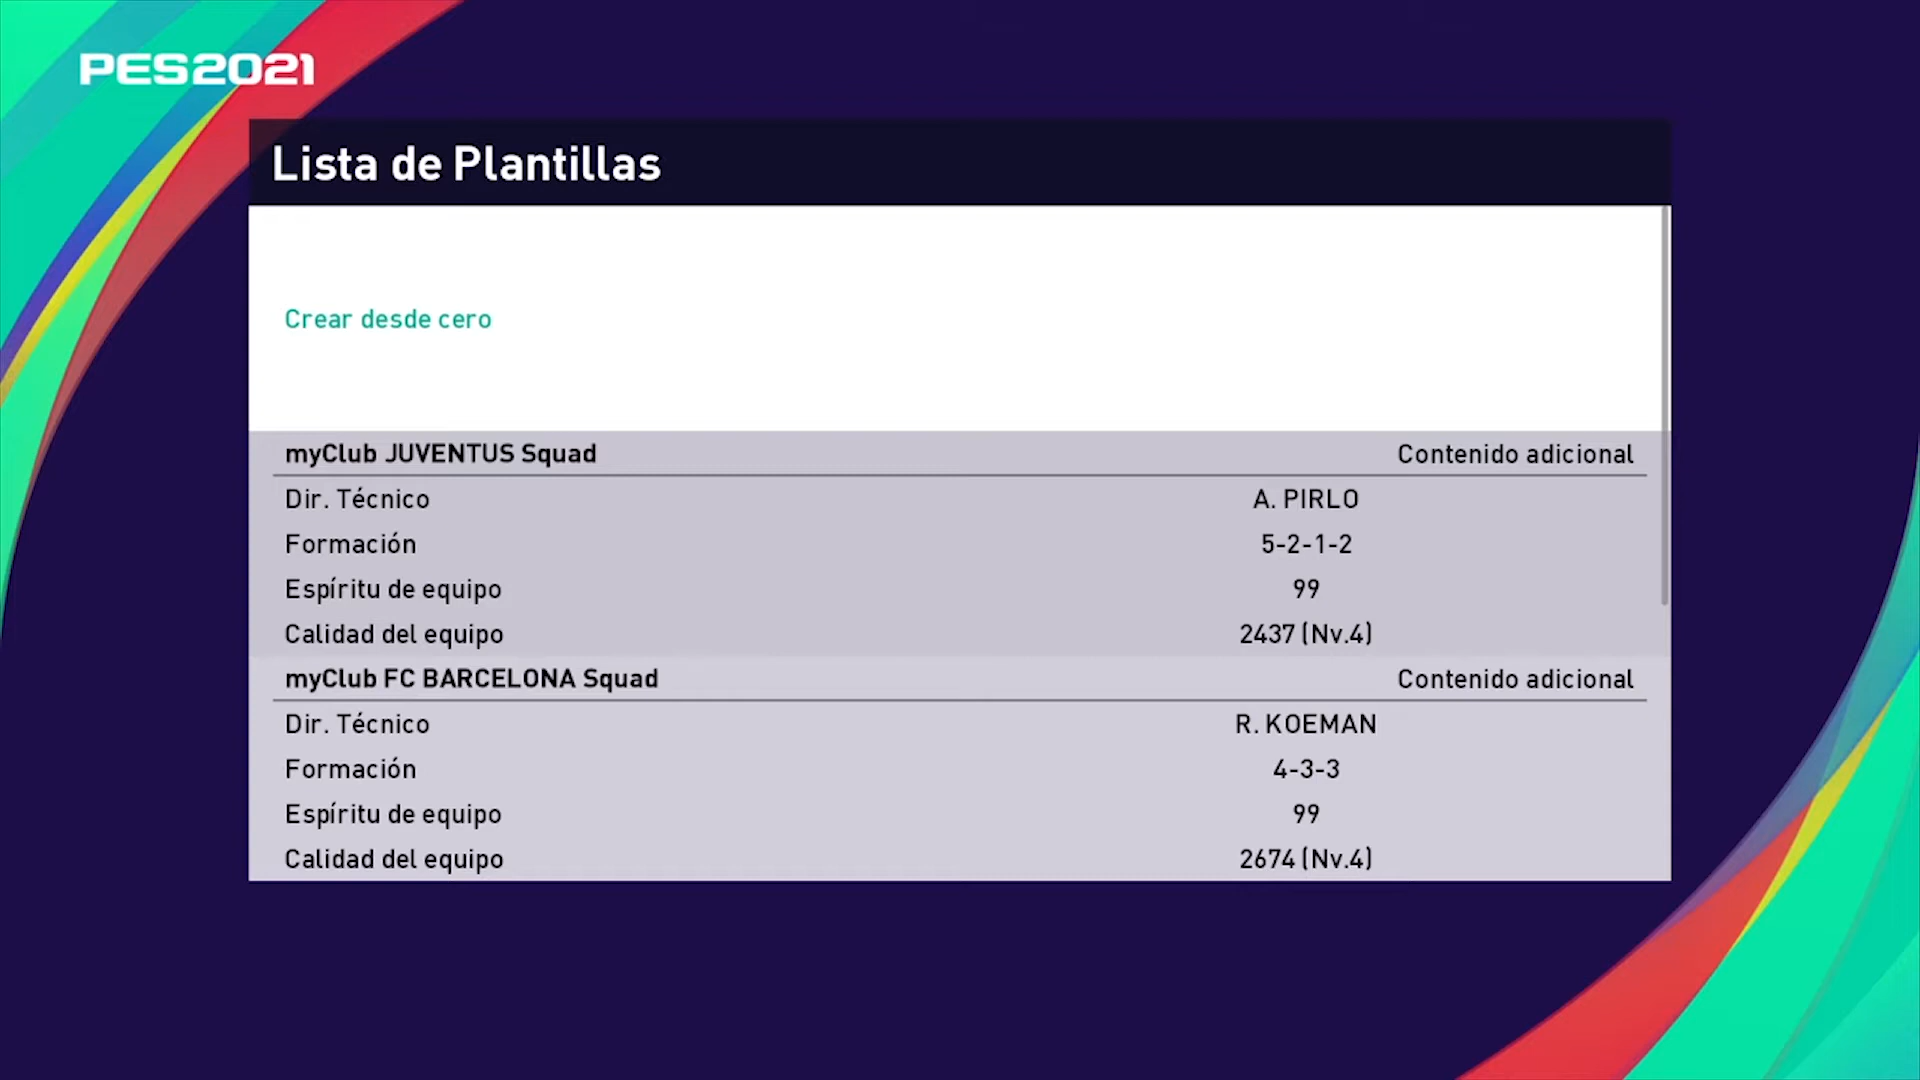 PES2021
Lista de Plantillas
Crear desde cero
myClub JUVENTUS Squad Contenido adicional
Dir. Técnico A. PIRLO
Formación 5-2-1-2
Espíritu de equipo 99
Calidad del equipo 2437 (Nv.4)
myClub FC BARCELONA Squad Contenido adicional
Dir. Técnico R. KOEMAN
Formación 4-3-3
Espíritu de equipo 99
Calidad del equipo 2674 (Nv.4)